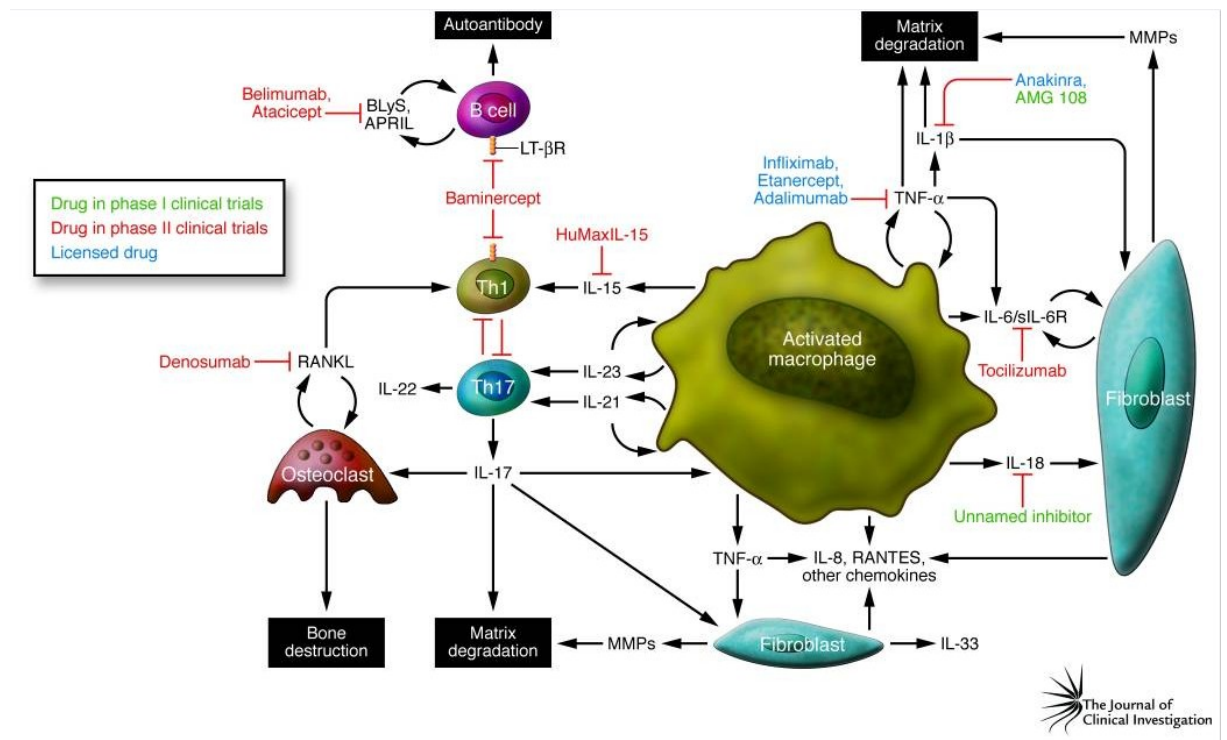 Autoantibody
Matrix
degradation
MMPs
Belimumab,
Atacicept
BLyS,
APRIL
B cell
Anakinra,
AMG 108
LT-βR
IL-1β
Infliximab,
Etanercept,
Adalimumab
TNF-α
Drug in phase I clinical trials
Drug in phase II clinical trials
Licensed drug
Baminercept
HuMaxIL-15
Th1
IL-15
IL-6/sIL-6R
Activated
macrophage
Denosumab
RANKL
IL-22
Th17
IL-23
IL-21
Tocilizumab
Fibroblast
Osteoclast
IL-17
IL-18
Unnamed inhibitor
TNF-α
IL-8, RANTES,
other chemokines
Bone
destruction
Matrix
degradation
MMPs
Fibroblast
IL-33
The Journal of
Clinical Investigation